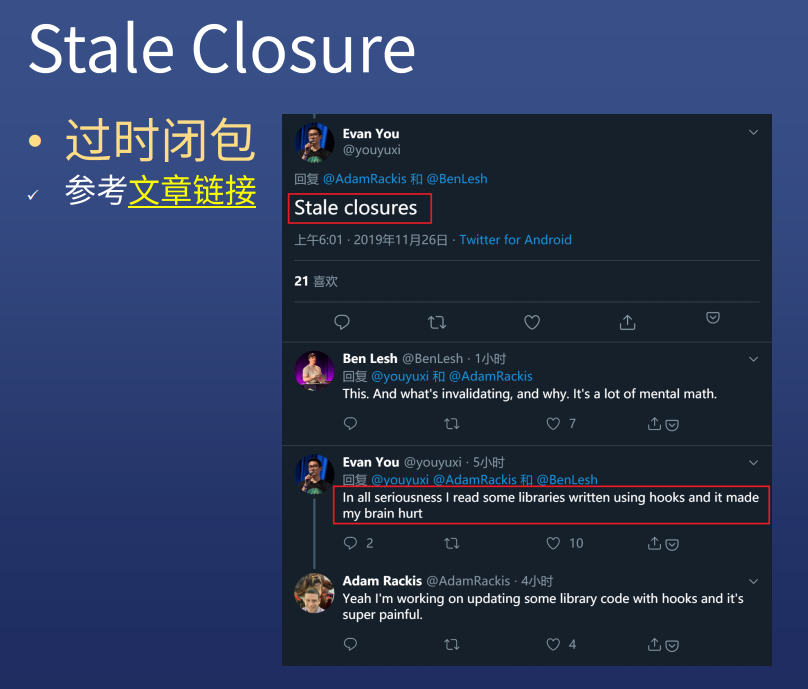 Stale Closure
过时闭包
参考文章链接
Evan You
@youyuxi
回复 @AdamRackis 和 @BenLesh
Stale closures
上午6:01 · 2019年11月26日 · Twitter for Android
21 喜欢
Ben Lesh @BenLesh · 1小时
回复 @youyuxi 和 @AdamRackis
This. And what's invalidating, and why. It's a lot of mental math.
7
Evan You @youyuxi · 5小时
回复 @youyuxi @AdamRackis 和 @BenLesh
In all seriousness I read some libraries written using hooks and it made
my brain hurt
2 10
Adam Rackis @AdamRackis · 4小时
Yeah I'm working on updating some library code with hooks and it's
super painful.
4